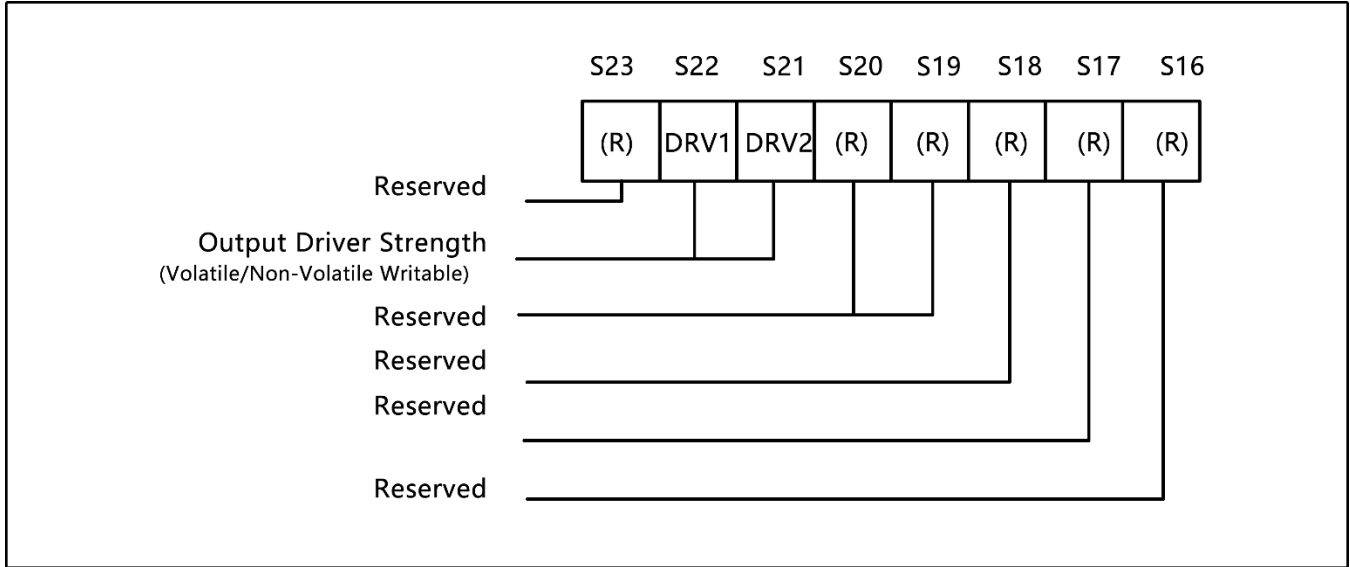 S23 S22 S21 S20 S19 S18 S17 S16
(R) DRV1 DRV2 (R) (R) (R) (R) (R)
Reserved
Output Driver Strength
(Volatile/Non-Volatile Writable)
Reserved
Reserved
Reserved
Reserved